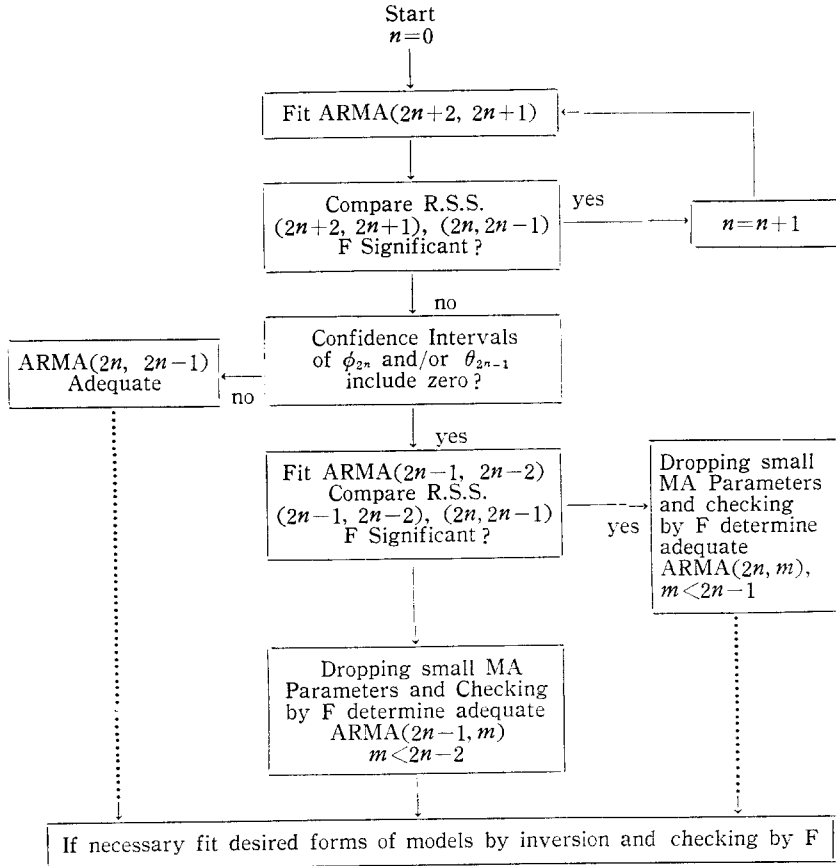 Start
n=0
Fit ARMA(2n+2, 2n+1)
Compare R.S.S.
(2n+2, 2n+1), (2n, 2n−1)
F Significant?
yes
n=n+1
no
Confidence Intervals
of ϕ₂ₙ and/or θ₂ₙ₋₁
include zero?
no
ARMA(2n, 2n−1)
Adequate
yes
Fit ARMA(2n−1, 2n−2)
Compare R.S.S.
(2n−1, 2n−2), (2n, 2n−1)
F Significant?
yes
Dropping small
MA Parameters
and checking
by F determine
adequate
ARMA(2n, m),
m<2n−1
Dropping small MA
Parameters and Checking
by F determine adequate
ARMA(2n−1, m)
m<2n−2
If necessary fit desired forms of models by inversion and checking by F